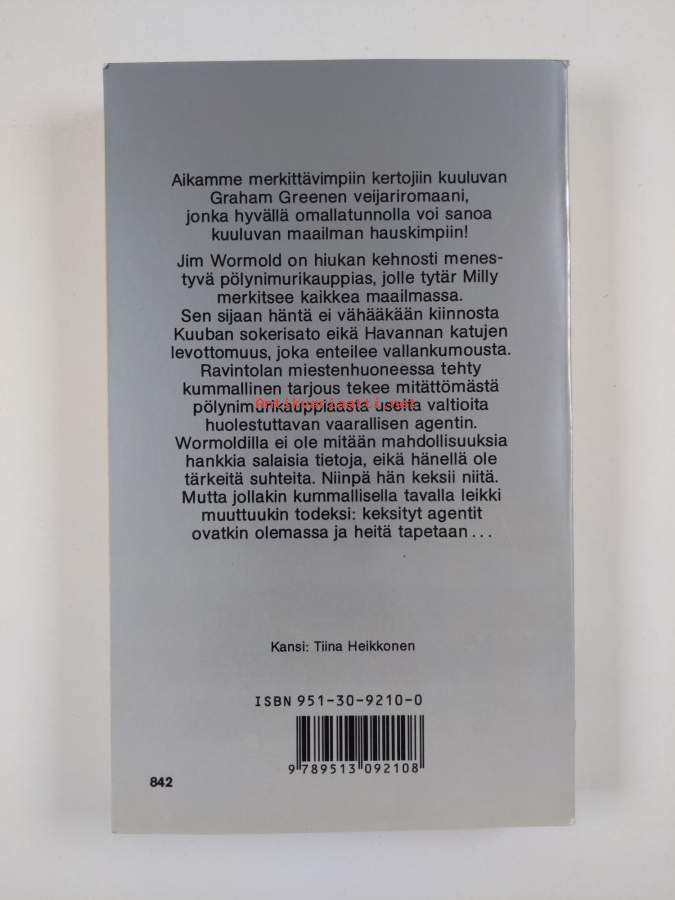 Aikamme merkittävimpiin kertojiin kuuluvan
Graham Greenen veijariromaani,
jonka hyvällä omallatunnolla voi sanoa
kuuluvan maailman hauskimpiin!
Jim Wormold on hiukan kehnosti menes-
tyvä pölynimurikauppias, jolle tytär Milly
merkitsee kaikkea maailmassa.
Sen sijaan häntä ei vähääkään kiinnosta
Kuuban sokerisato eikä Havannan katujen
levottomuus, joka enteilee vallankumousta.
Ravintolan miestenhuoneessa tehty
kummallinen tarjous tekee mitättömästä
pölynimurikauppiaasta useita valtioita
huolestuttavan vaarallisen agentin.
Wormoldilla ei ole mitään mahdollisuuksia
hankkia salaisia tietoja, eikä hänellä ole
tärkeitä suhteita. Niinpä hän keksii niitä.
Mutta jollakin kummallisella tavalla leikki
muuttuukin todeksi: keksityt agentit
ovatkin olemassa ja heitä tapetaan...
Antikvariaatti.net
Kansi: Tiina Heikkonen
ISBN 951-30-9210-0
9 789513 092108
842